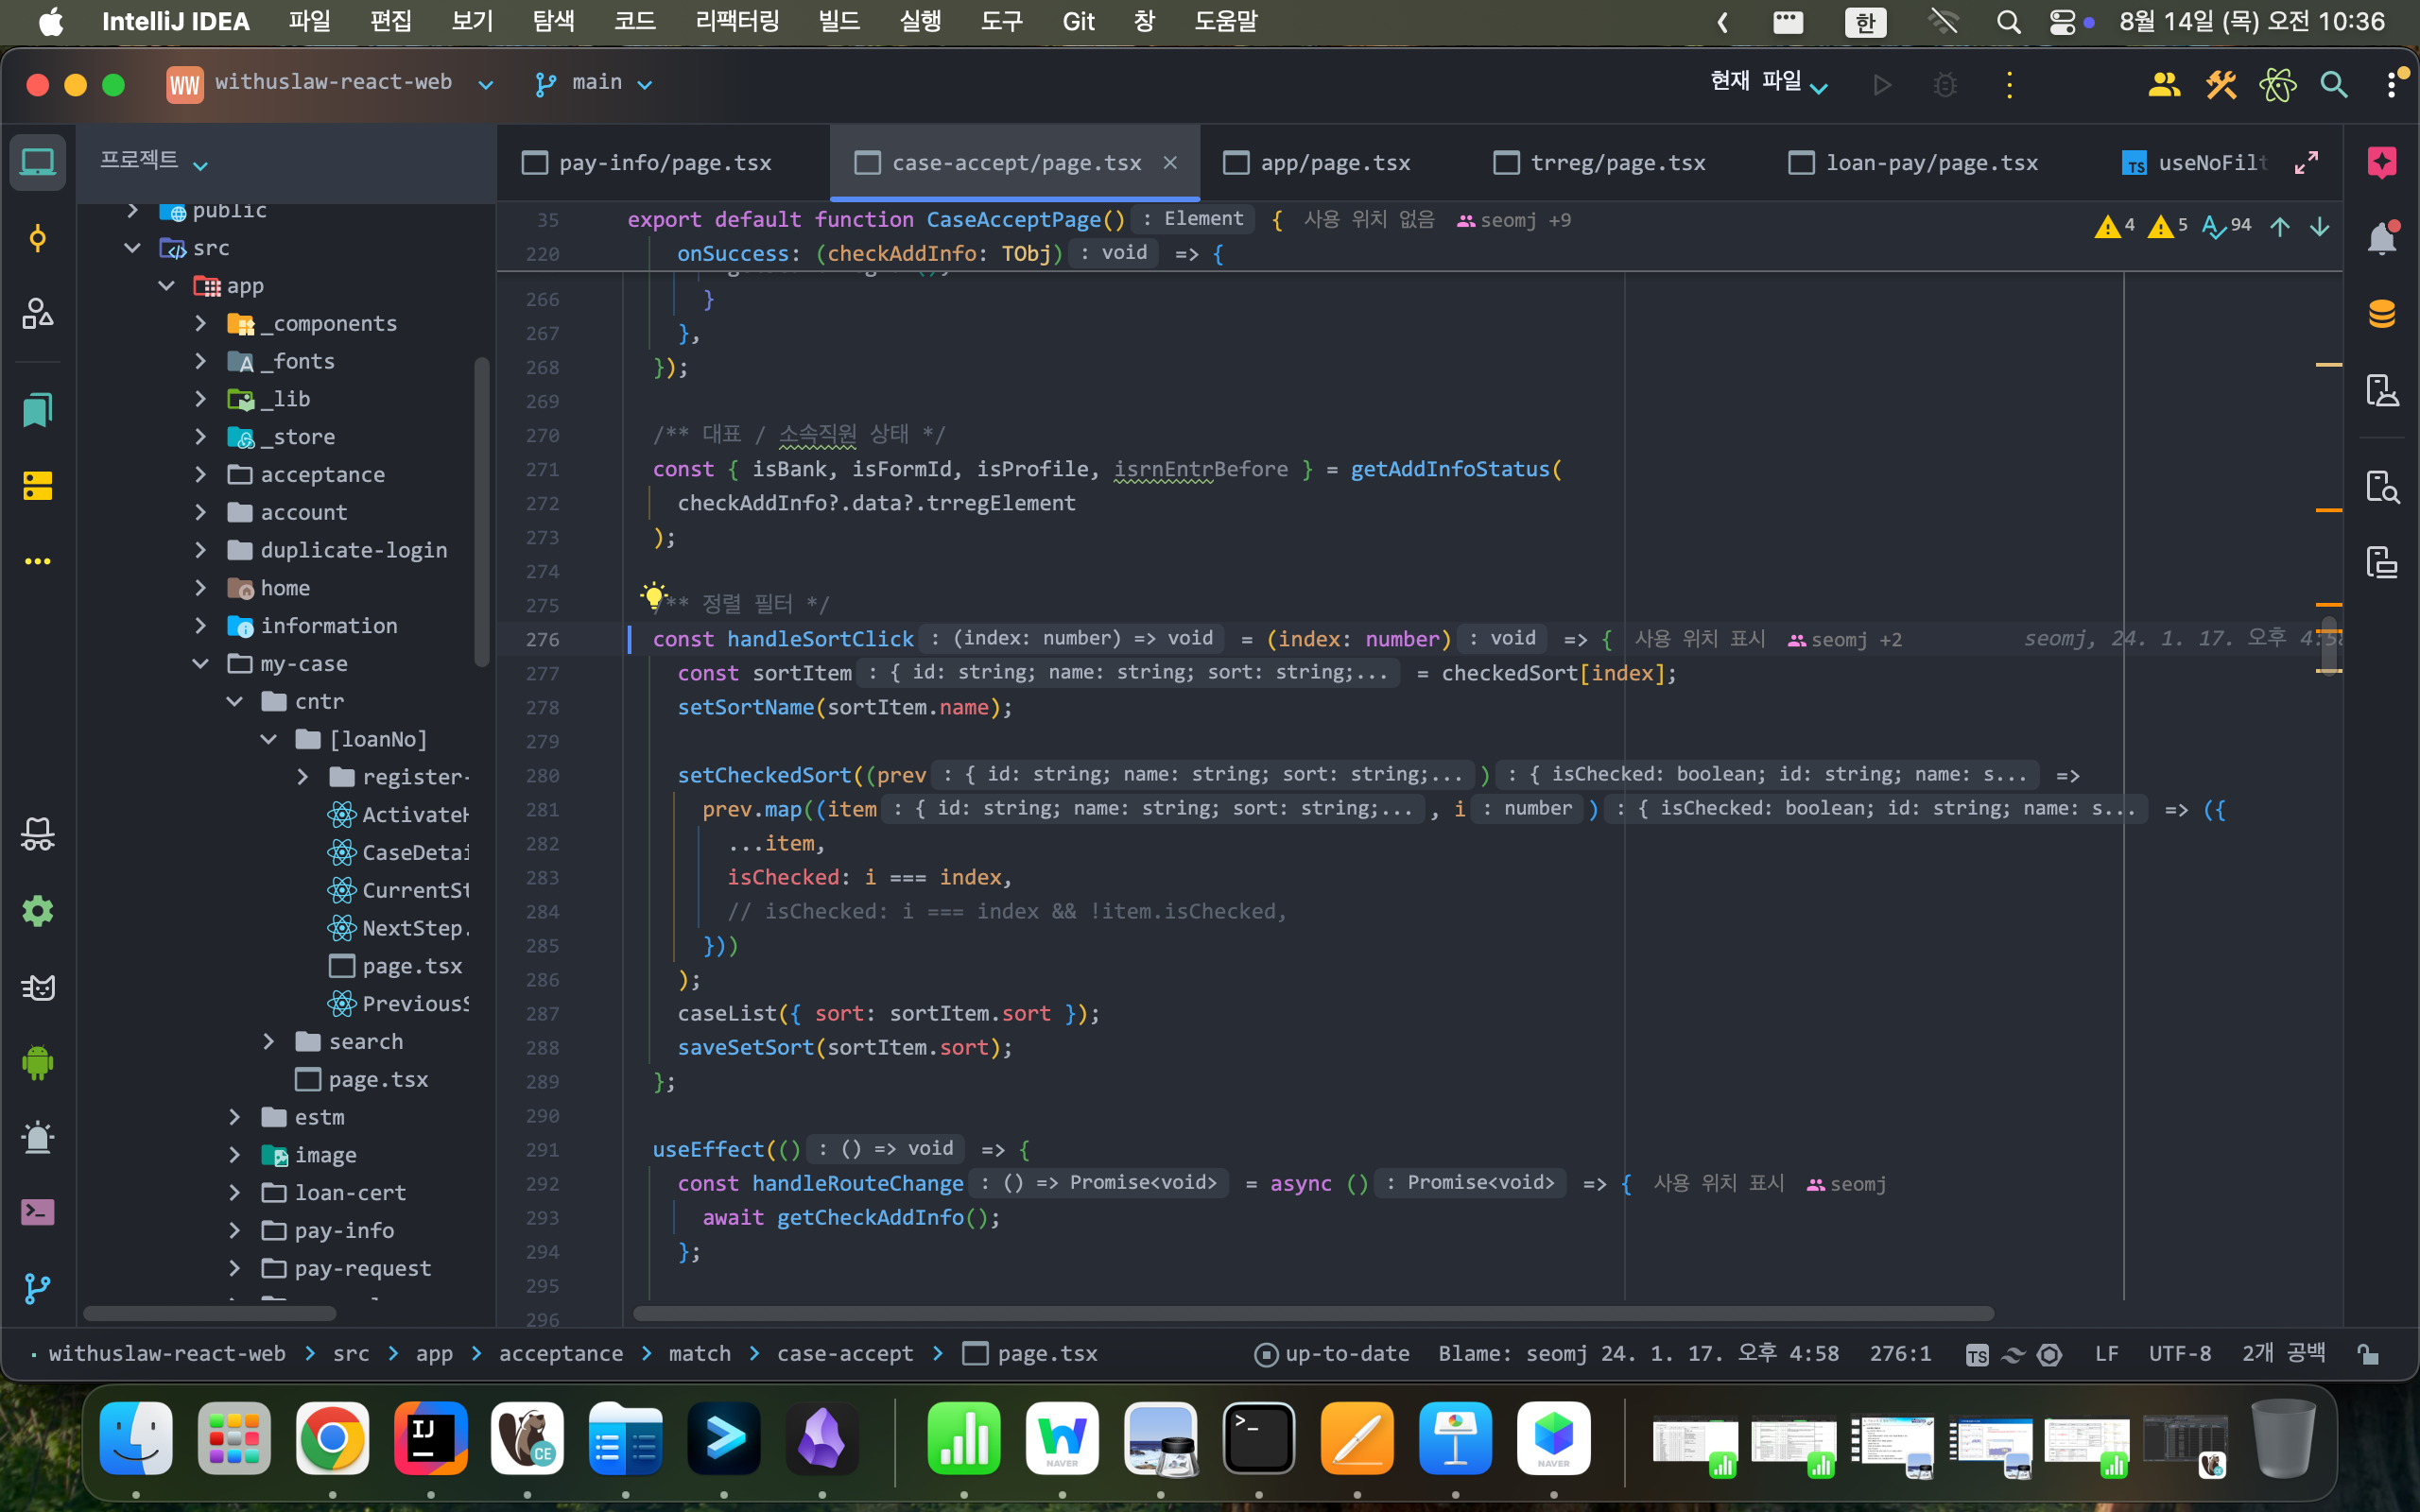 IntelliJ IDEA 파일 편집 보기 탐색 코드 리팩터링 빌드 실행 도구 Git 창 도움말 한 8월 14일 (목) 오전 10:36
WW withuslaw-react-web main 현재 파일
프로젝트
pay-info/page.tsx case-accept/page.tsx app/page.tsx trreg/page.tsx loan-pay/page.tsx TS useNoFilt
public
src
app
_components
_fonts
_lib
_store
acceptance
account
duplicate-login
home
information
my-case
cntr
[loanNo]
register-
ActivateH
CaseDetai
CurrentSt
NextStep.
page.tsx
PreviousS
search
page.tsx
estm
image
loan-cert
pay-info
pay-request
35 export default function CaseAcceptPage() : Element { 사용 위치 없음 seomj +9
4 5 94
220 onSuccess: (checkAddInfo: TObj) : void => {
266 }
267 },
268 });
269
270 /** 대표 / 소속직원 상태 */
271 const { isBank, isFormId, isProfile, isrnEntrBefore } = getAddInfoStatus(
272 checkAddInfo?.data?.trregElement
273 );
274
275 /** 정렬 필터 */
276 const handleSortClick : (index: number) => void = (index: number) : void => { 사용 위치 표시 seomj +2 seomj, 24. 1. 17. 오후 4:58
277 const sortItem : { id: string; name: string; sort: string;... = checkedSort[index];
278 setSortName(sortItem.name);
279
280 setCheckedSort((prev : { id: string; name: string; sort: string;... ) : { isChecked: boolean; id: string; name: s... =>
281 prev.map((item : { id: string; name: string; sort: string;... , i : number ) : { isChecked: boolean; id: string; name: s... => ({
282 ...item,
283 isChecked: i === index,
284 // isChecked: i === index && !item.isChecked,
285 }))
286 );
287 caseList({ sort: sortItem.sort });
288 saveSetSort(sortItem.sort);
289 };
290
291 useEffect(() : () => void => {
292 const handleRouteChange : () => Promise<void> = async () : Promise<void> => { 사용 위치 표시 seomj
293 await getCheckAddInfo();
294 };
295
296
withuslaw-react-web > src > app > acceptance > match > case-accept > page.tsx up-to-date Blame: seomj 24. 1. 17. 오후 4:58 276:1 TS LF UTF-8 2개 공백
IJ CE NAVER NAVER